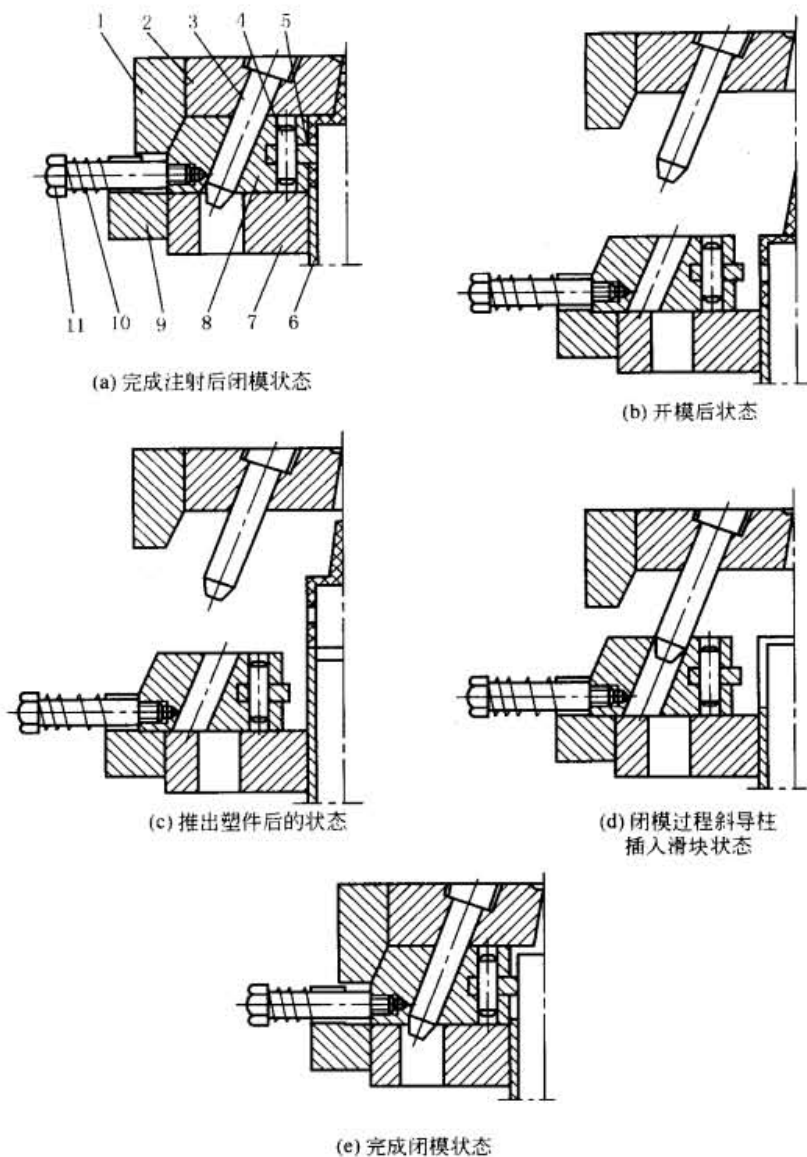 1 2 3 4 5
11 10 9 8 7 6
(a) 完成注射后闭模状态
(b) 开模后状态
(c) 推出塑件后的状态
(d) 闭模过程斜导柱
插入滑块状态
(e) 完成闭模状态